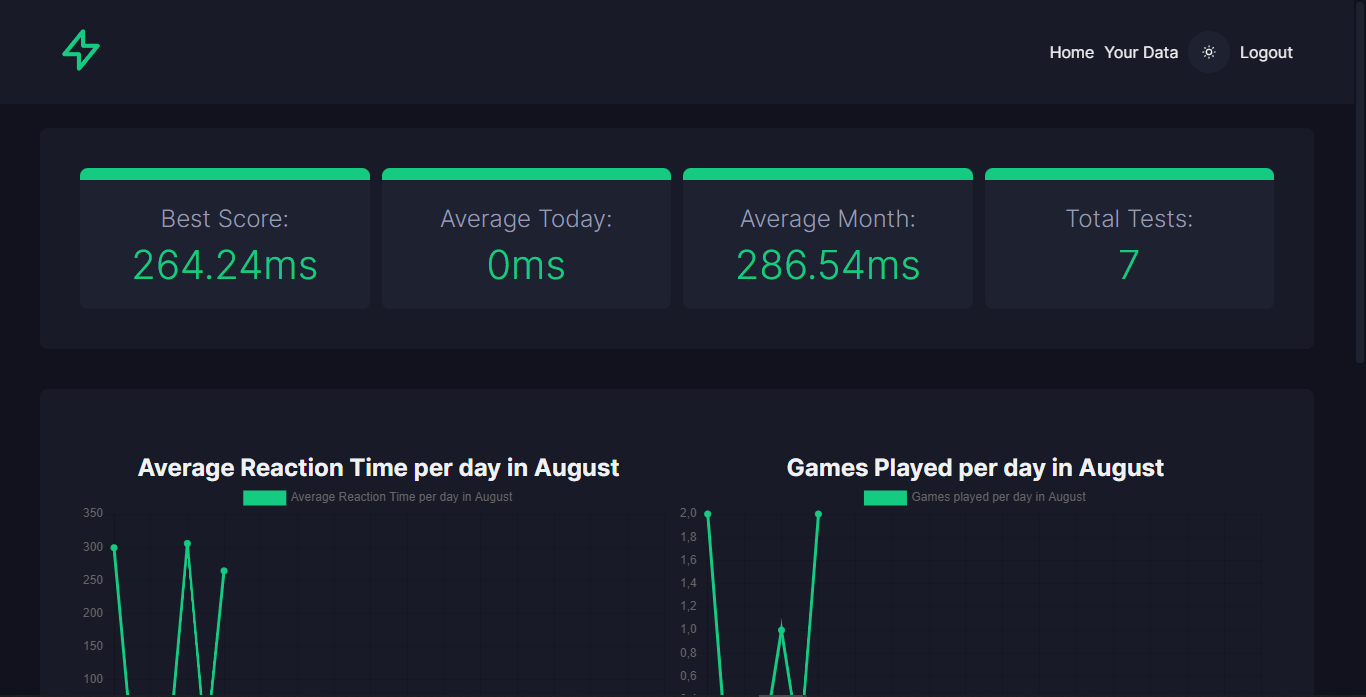 Home Your Data Logout
Best Score:
264.24ms
Average Today:
0ms
Average Month:
286.54ms
Total Tests:
7
Average Reaction Time per day in August
Average Reaction Time per day in August
350
300
250
200
150
100
Games Played per day in August
Games played per day in August
2,0
1,8
1,6
1,4
1,2
1,0
0,8
0,6